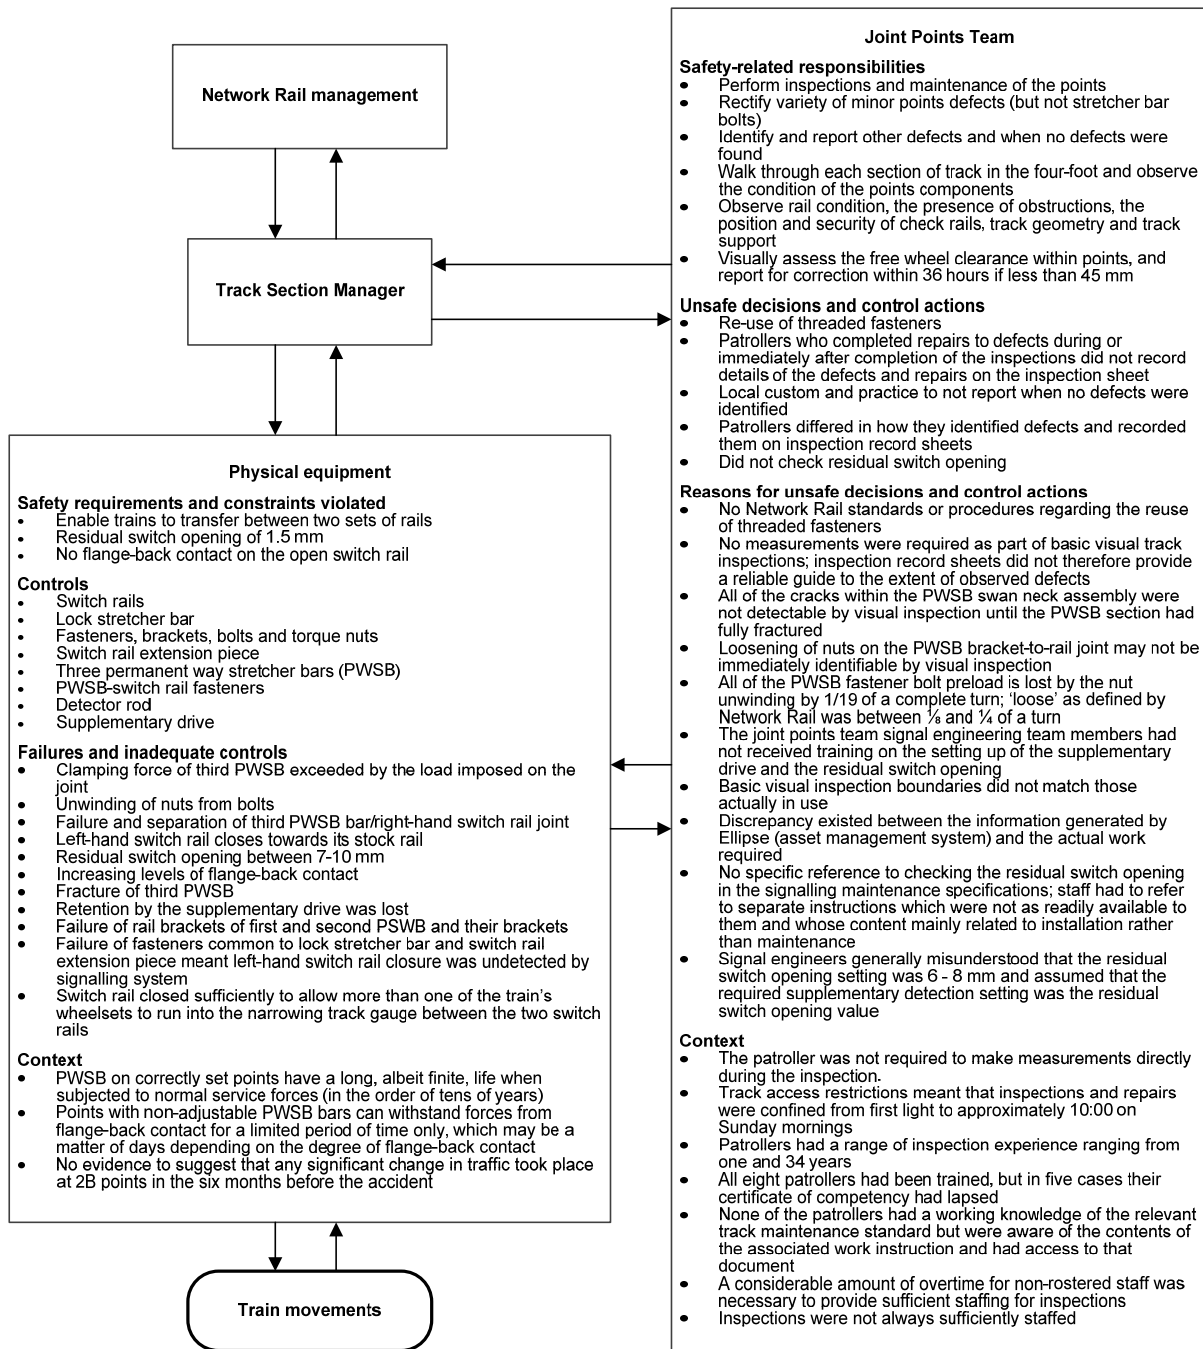 Network Rail management
Track Section Manager
Physical equipment
Safety requirements and constraints violated
• Enable trains to transfer between two sets of rails
• Residual switch opening of 1.5 mm
• No flange-back contact on the open switch rail
Controls
• Switch rails
• Lock stretcher bar
• Fasteners, brackets, bolts and torque nuts
• Switch rail extension piece
• Three permanent way stretcher bars (PWSB)
• PWSB-switch rail fasteners
• Detector rod
• Supplementary drive
Failures and inadequate controls
• Clamping force of third PWSB exceeded by the load imposed on the
joint
• Unwinding of nuts from bolts
• Failure and separation of third PWSB bar/right-hand switch rail joint
• Left-hand switch rail closes towards its stock rail
• Residual switch opening between 7-10 mm
• Increasing levels of flange-back contact
• Fracture of third PWSB
• Retention by the supplementary drive was lost
• Failure of rail brackets of first and second PSWB and their brackets
• Failure of fasteners common to lock stretcher bar and switch rail
extension piece meant left-hand switch rail closure was undetected by
signalling system
• Switch rail closed sufficiently to allow more than one of the train's
wheelsets to run into the narrowing track gauge between the two switch
rails
Context
• PWSB on correctly set points have a long, albeit finite, life when
subjected to normal service forces (in the order of tens of years)
• Points with non-adjustable PWSB bars can withstand forces from
flange-back contact for a limited period of time only, which may be a
matter of days depending on the degree of flange-back contact
• No evidence to suggest that any significant change in traffic took place
at 2B points in the six months before the accident
Train movements
Joint Points Team
Safety-related responsibilities
• Perform inspections and maintenance of the points
• Rectify variety of minor points defects (but not stretcher bar
bolts)
• Identify and report other defects and when no defects were
found
• Walk through each section of track in the four-foot and observe
the condition of the points components
• Observe rail condition, the presence of obstructions, the
position and security of check rails, track geometry and track
support
• Visually assess the free wheel clearance within points, and
report for correction within 36 hours if less than 45 mm
Unsafe decisions and control actions
• Re-use of threaded fasteners
• Patrollers who completed repairs to defects during or
immediately after completion of the inspections did not record
details of the defects and repairs on the inspection sheet
• Local custom and practice to not report when no defects were
identified
• Patrollers differed in how they identified defects and recorded
them on inspection record sheets
• Did not check residual switch opening
Reasons for unsafe decisions and control actions
• No Network Rail standards or procedures regarding the reuse
of threaded fasteners
• No measurements were required as part of basic visual track
inspections; inspection record sheets did not therefore provide
a reliable guide to the extent of observed defects
• All of the cracks within the PWSB swan neck assembly were
not detectable by visual inspection until the PWSB section had
fully fractured
• Loosening of nuts on the PWSB bracket-to-rail joint may not be
immediately identifiable by visual inspection
• All of the PWSB fastener bolt preload is lost by the nut
unwinding by 1/19 of a complete turn; 'loose' as defined by
Network Rail was between ⅛ and ¼ of a turn
• The joint points team signal engineering team members had
not received training on the setting up of the supplementary
drive and the residual switch opening
• Basic visual inspection boundaries did not match those
actually in use
• Discrepancy existed between the information generated by
Ellipse (asset management system) and the actual work
required
• No specific reference to checking the residual switch opening
in the signalling maintenance specifications; staff had to refer
to separate instructions which were not as readily available to
them and whose content mainly related to installation rather
than maintenance
• Signal engineers generally misunderstood that the residual
switch opening setting was 6 - 8 mm and assumed that the
required supplementary detection setting was the residual
switch opening value
Context
• The patroller was not required to make measurements directly
during the inspection.
• Track access restrictions meant that inspections and repairs
were confined from first light to approximately 10:00 on
Sunday mornings
• Patrollers had a range of inspection experience ranging from
one and 34 years
• All eight patrollers had been trained, but in five cases their
certificate of competency had lapsed
• None of the patrollers had a working knowledge of the relevant
track maintenance standard but were aware of the contents of
the associated work instruction and had access to that
document
• A considerable amount of overtime for non-rostered staff was
necessary to provide sufficient staffing for inspections
• Inspections were not always sufficiently staffed